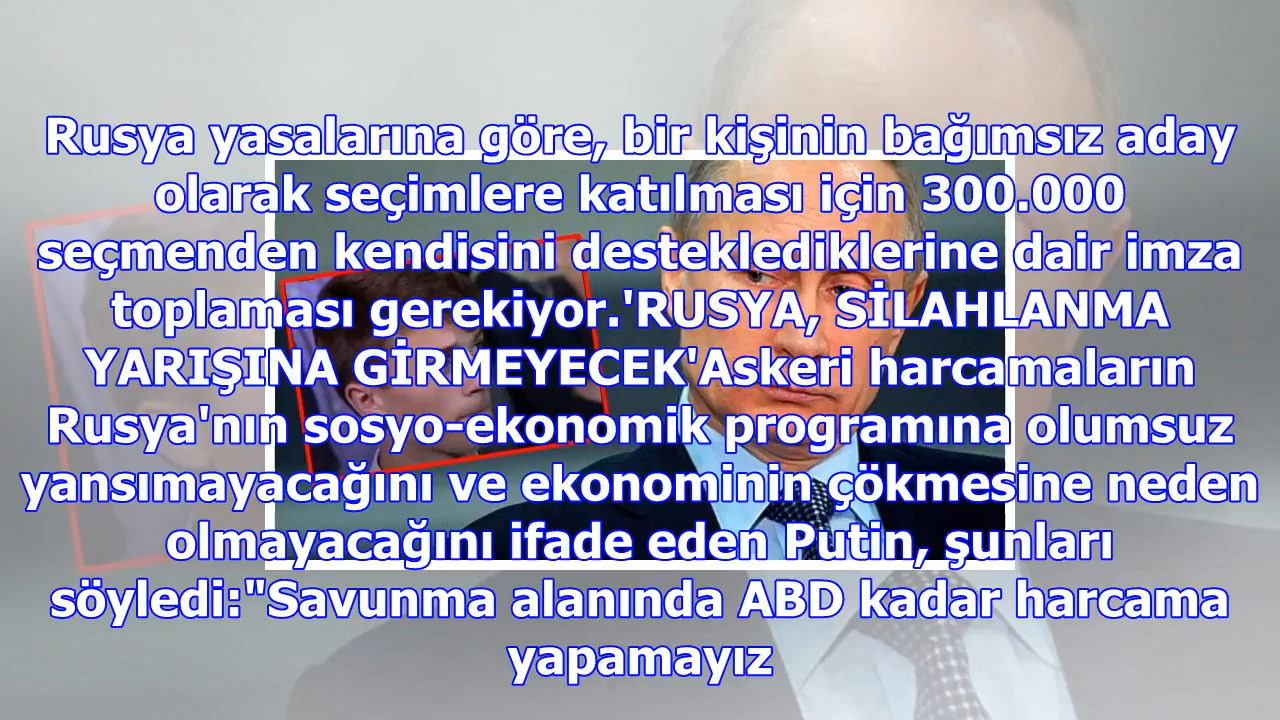 Rusya yasalarına göre, bir kişinin bağımsız aday
olarak seçimlere katılması için 300.000
seçmenden kendisini desteklediklerine dair imza
toplaması gerekiyor.'RUSYA, SİLAHLANMA
YARIŞINA GİRMEYECEK'Askeri harcamaların
Rusya'nın sosyo-ekonomik programına olumsuz
yansımayacağını ve ekonominin çökmesine neden
olmayacağını ifade eden Putin, şunları
söyledi:"Savunma alanında ABD kadar harcama
yapamayız